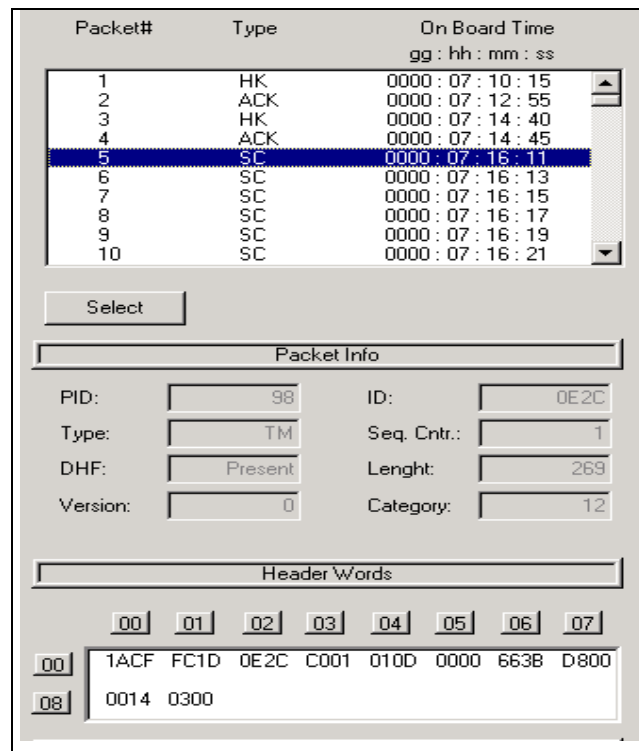 Packet# Type On Board Time
gg : hh : mm : ss
1 HK 0000 : 07 : 10 : 15
2 ACK 0000 : 07 : 12 : 55
3 HK 0000 : 07 : 14 : 40
4 ACK 0000 : 07 : 14 : 45
5 SC 0000 : 07 : 16 : 11
6 SC 0000 : 07 : 16 : 13
7 SC 0000 : 07 : 16 : 15
8 SC 0000 : 07 : 16 : 17
9 SC 0000 : 07 : 16 : 19
10 SC 0000 : 07 : 16 : 21
Select
Packet Info
PID: 98 ID: 0E2C
Type: TM Seq. Cntr.: 1
DHF: Present Lenght: 269
Version: 0 Category: 12
Header Words
00 01 02 03 04 05 06 07
00 1ACF FC1D 0E2C C001 010D 0000 663B D800
08 0014 0300